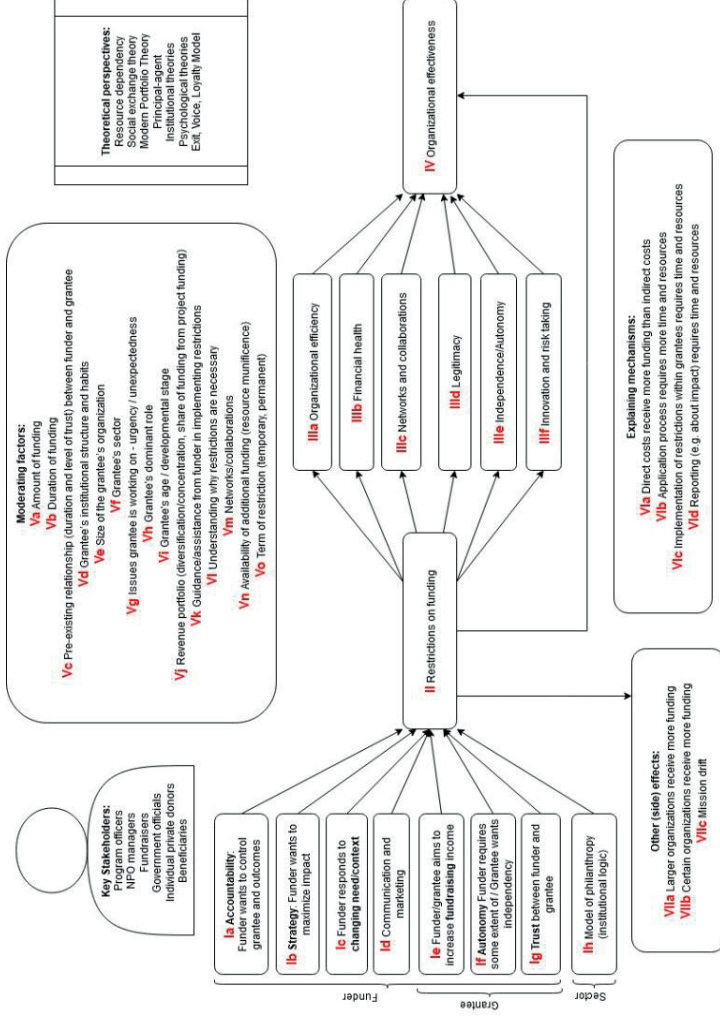 Key Stakeholders:
Program officers
NPO managers
Fundraisers
Government officials
Individual private donors
Beneficiaries
Moderating factors:
Va Amount of funding
Vb Duration of funding
Vc Pre-existing relationship (duration and level of trust) between funder and grantee
Vd Grantee's institutional structure and habits
Ve Size of the grantee's organization
Vf Grantee's sector
Vg Issues grantee is working on - urgency / unexpectedness
Vh Grantee's dominant role
Vi Grantee's age / developmental stage
Vj Revenue portfolio (diversification/concentration, share of funding from project funding)
Vk Guidance/assistance from funder in implementing restrictions
Vl Understanding why restrictions are necessary
Vm Networks/collaborations
Vn Availability of additional funding (resource munificence)
Vo Term of restriction (temporary, permanent)
Theoretical perspectives:
Resource dependency
Social exchange theory
Modern Portfolio Theory
Principal-agent
Institutional theories
Psychological theories
Exit, Voice, Loyalty Model
Funder
Grantee
Sector
Ia Accountability:
Funder wants to control
grantee and outcomes
Ib Strategy: Funder wants to
maximize impact
Ic Funder responds to
changing need/context
Id Communication and
marketing
Ie Funder/grantee aims to
increase fundraising income
If Autonomy Funder requires
some extent of / Grantee wants
independency
Ig Trust between funder and
grantee
Ih Model of philanthropy
(institutional logic)
II Restrictions on funding
IIIa Organizational efficiency
IIIb Financial health
IIIc Networks and collaborations
IIId Legitimacy
IIIe Independence/Autonomy
IIIf Innovation and risk taking
IV Organizational effectiveness
Other (side) effects:
VIIa Larger organizations receive more funding
VIIb Certain organizations receive more funding
VIIc Mission drift
Explaining mechanisms:
VIa Direct costs receive more funding than indirect costs
VIb Application process requires more time and resources
VIc Implementation of restrictions within grantees requires time and resources
VId Reporting (e.g. about impact) requires time and resources